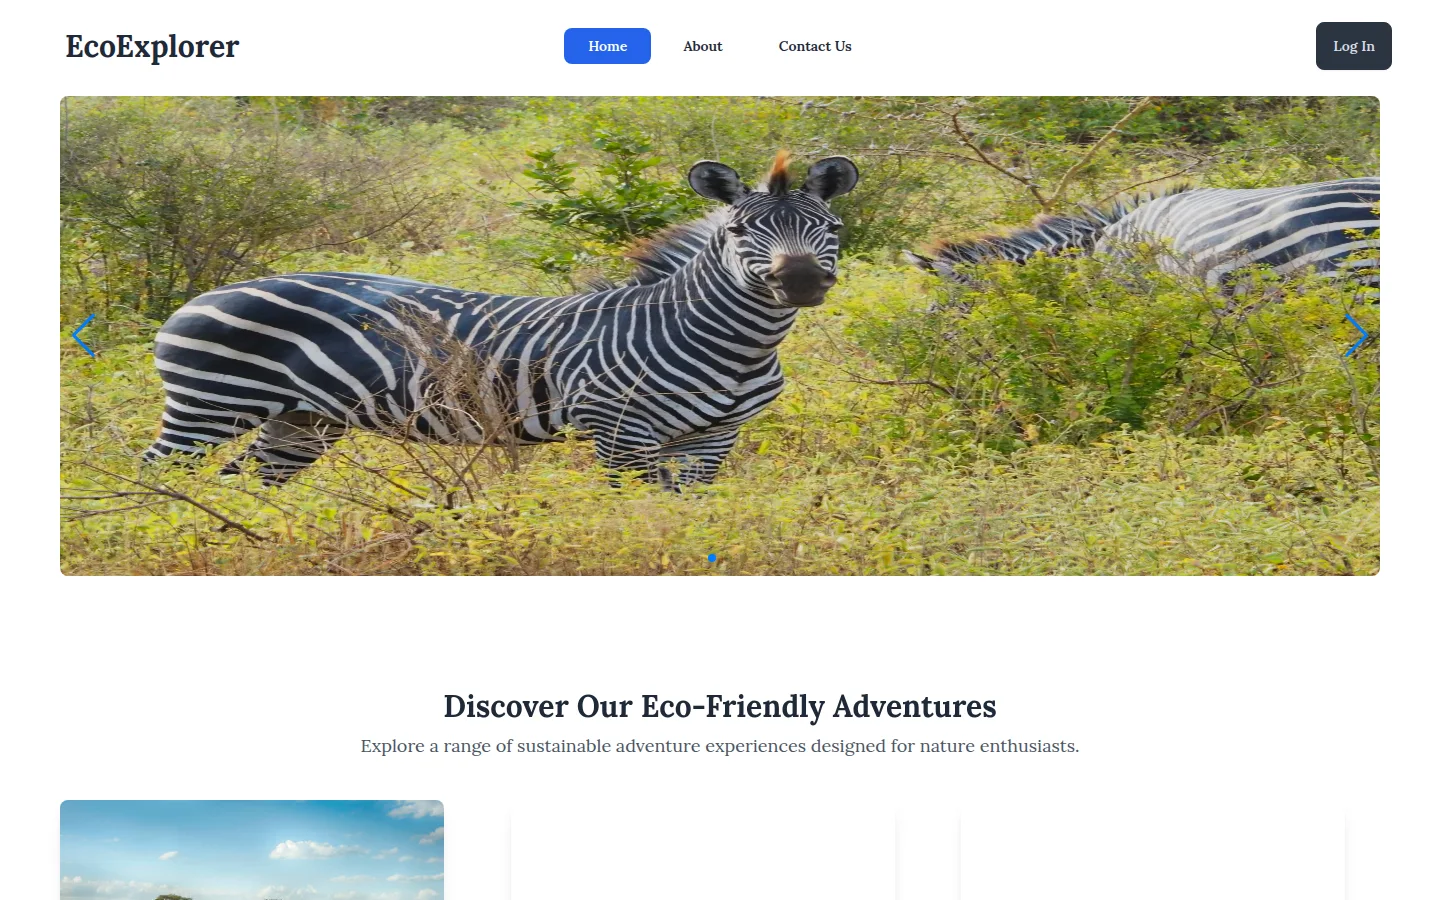 EcoExplorer
Home
About
Contact Us
Log In
Discover Our Eco-Friendly Adventures
Explore a range of sustainable adventure experiences designed for nature enthusiasts.